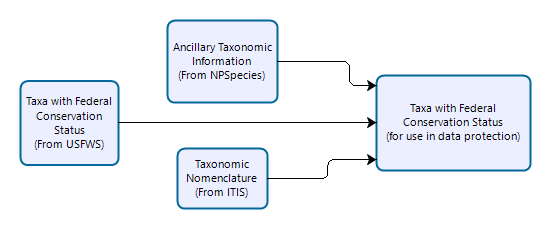 Ancillary Taxonomic
Information
(From NPSpecies)
Taxa with Federal
Conservation
Status
(From USFWS)
Taxonomic
Nomenclature
(From ITIS)
Taxa with Federal
Conservation Status
(for use in data protection)